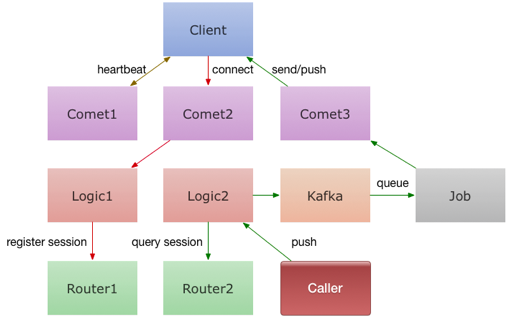 Client
heartbeat
connect
send/push
Comet1
Comet2
Comet3
Logic1
Logic2
Kafka
queue
Job
register session
query session
push
Router1
Router2
Caller